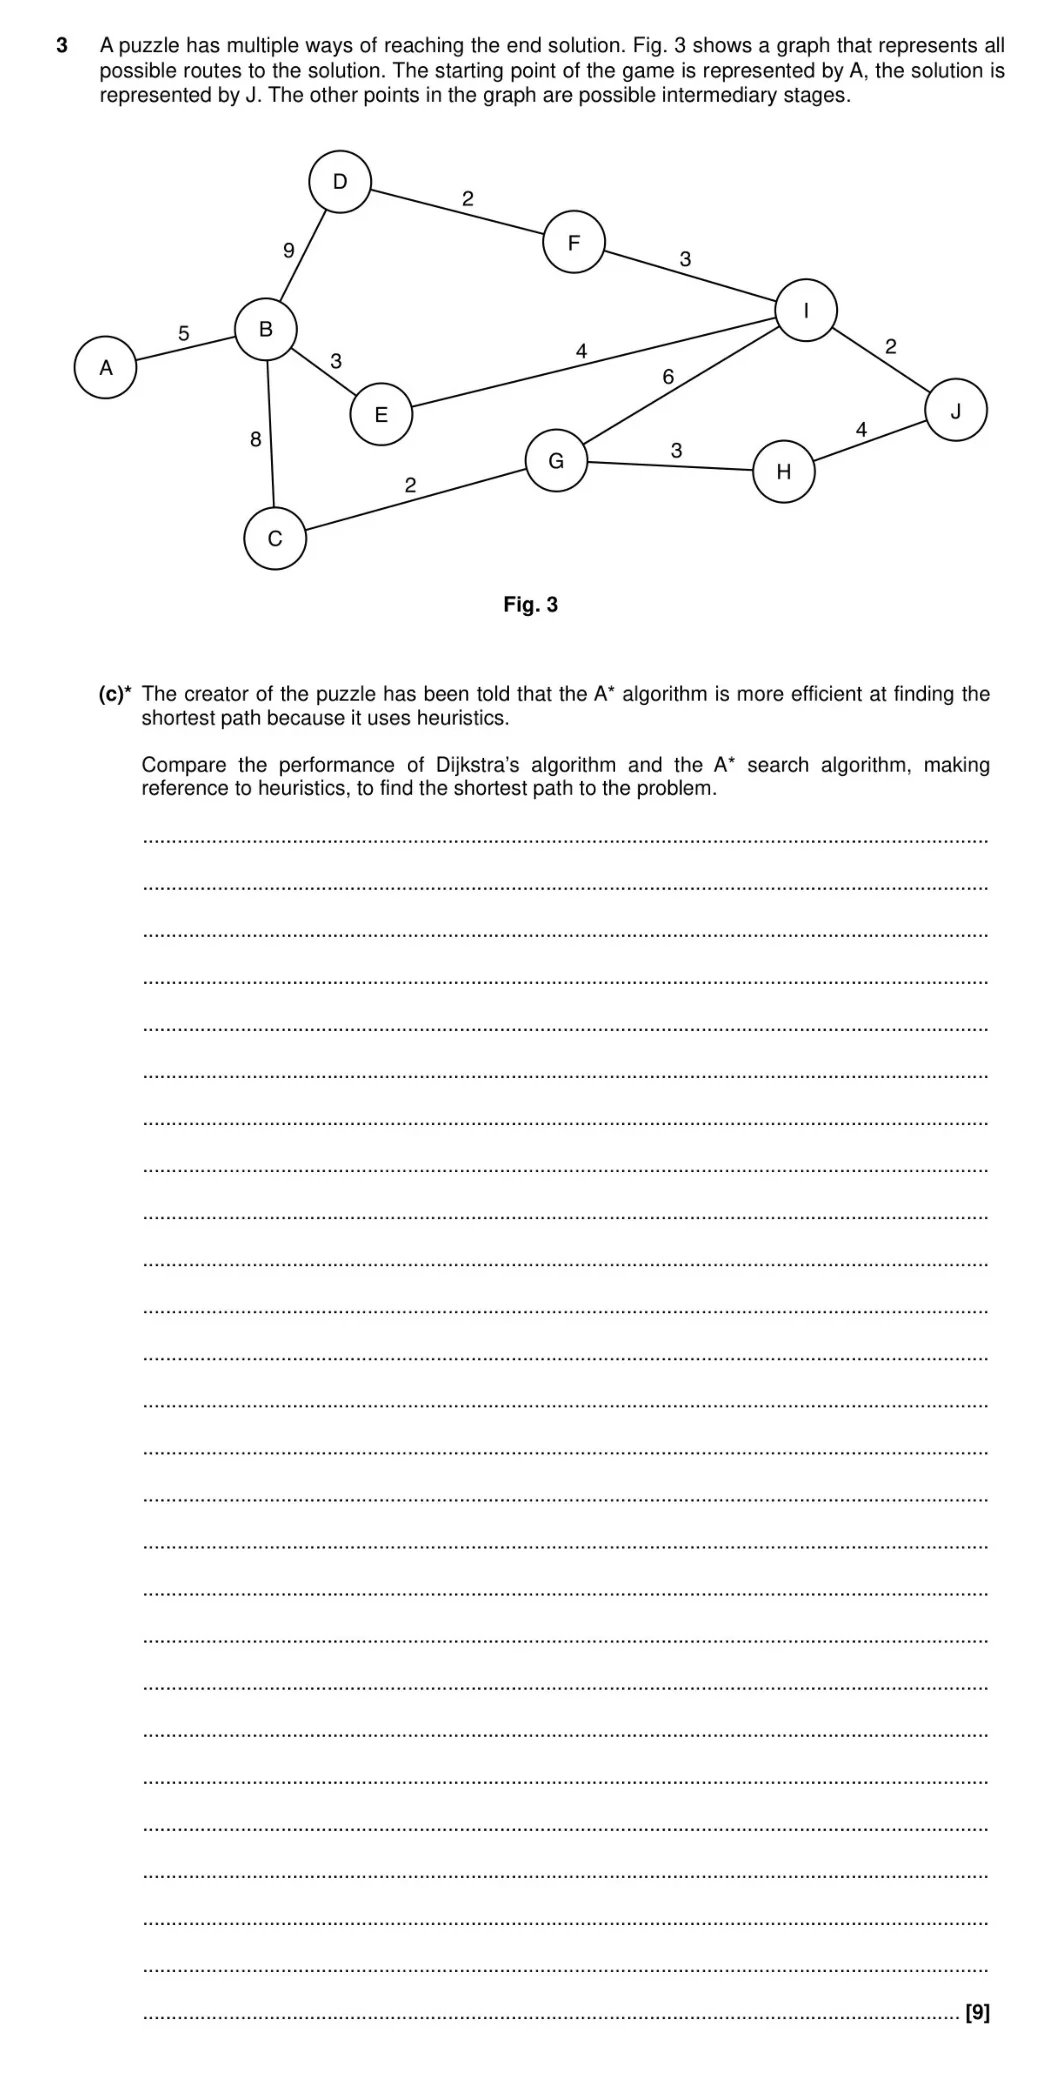 3 A puzzle has multiple ways of reaching the end solution. Fig. 3 shows a graph that represents all
possible routes to the solution. The starting point of the game is represented by A, the solution is
represented by J. The other points in the graph are possible intermediary stages.
D
2
F
9
3
I
B
5
A
3
4
2
6
E
J
8
4
G
3
H
2
C
Fig. 3
(c)* The creator of the puzzle has been told that the A* algorithm is more efficient at finding the
shortest path because it uses heuristics.
Compare the performance of Dijkstra's algorithm and the A* search algorithm, making
reference to heuristics, to find the shortest path to the problem.
[9]